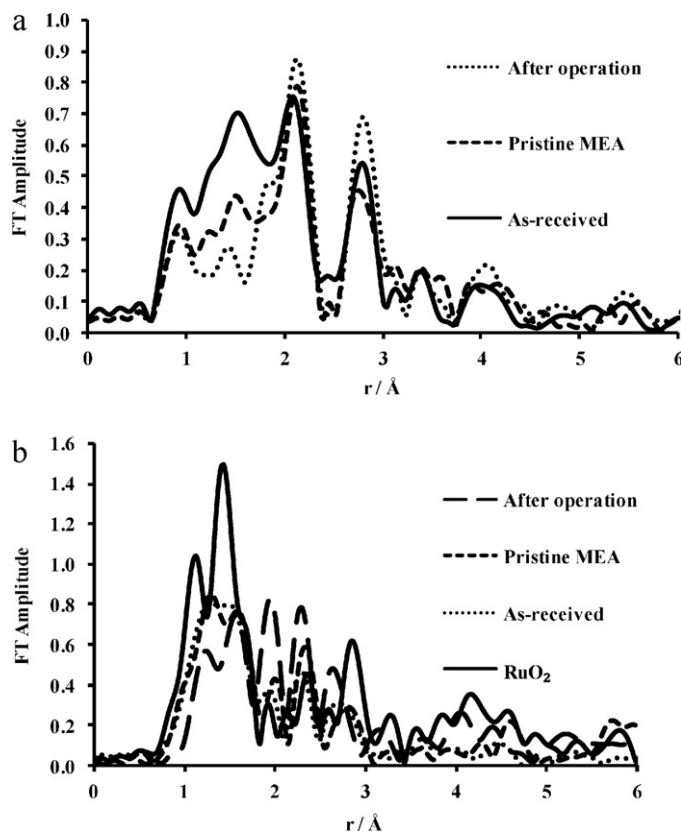 a
1.0
0.9
0.8
0.7
0.6
0.5
0.4
0.3
0.2
0.1
0.0
FT Amplitude
After operation
Pristine MEA
As-received
0 1 2 3 4 5 6
r / Å
b
1.6
1.4
1.2
1.0
0.8
0.6
0.4
0.2
0.0
FT Amplitude
After operation
Pristine MEA
As-received
RuO₂
0 1 2 3 4 5 6
r / Å